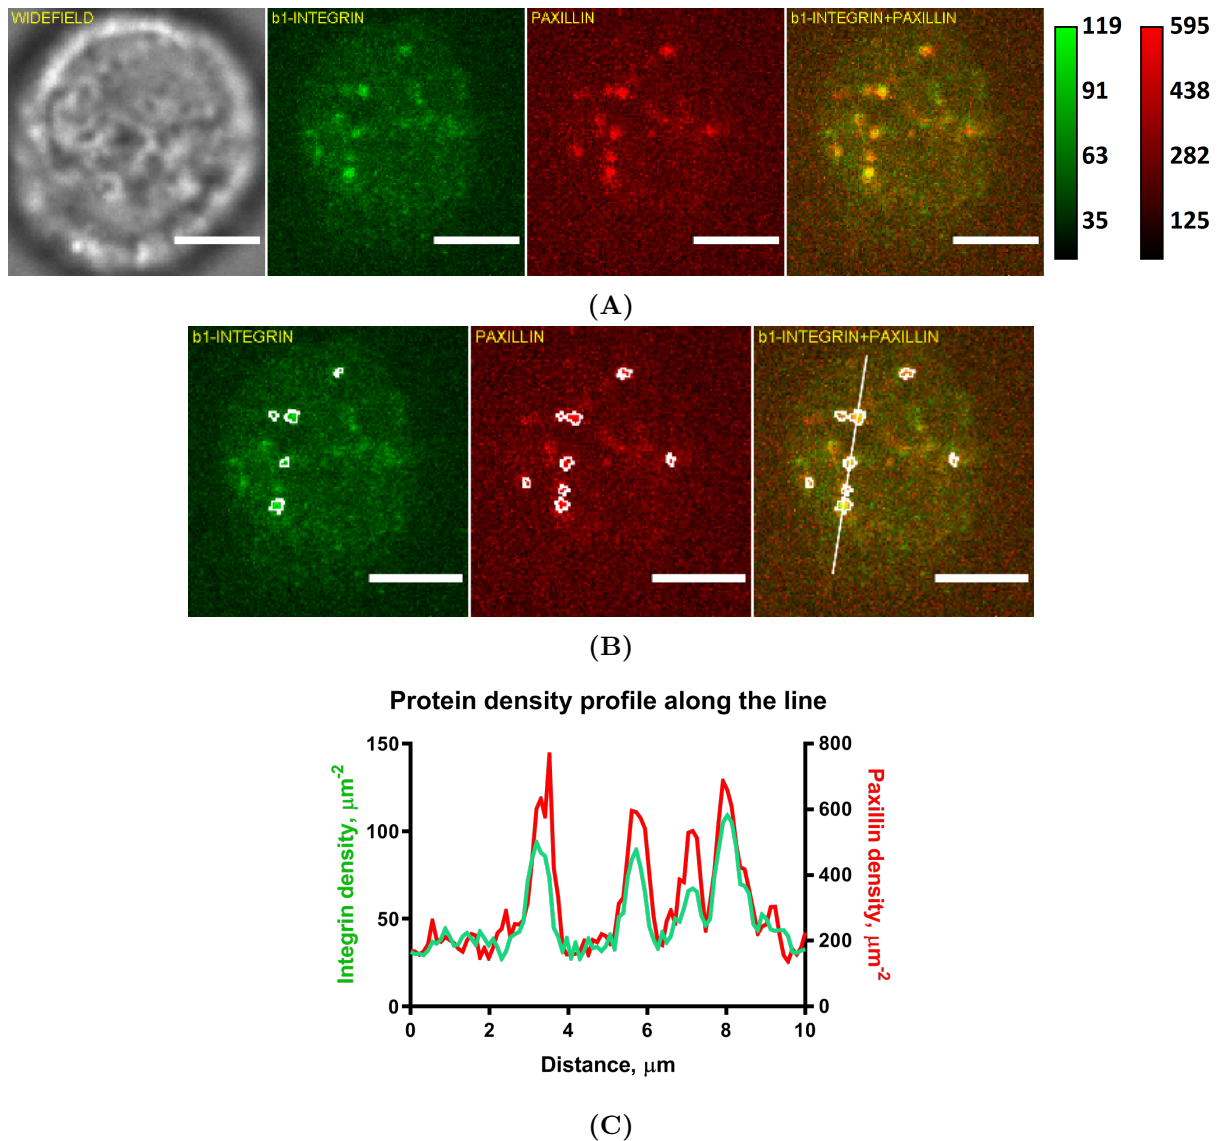 WIDEFIELD
b1-INTEGRIN
PAXILLIN
b1-INTEGRIN+PAXILLIN
119
91
63
35
595
438
282
125
(A)
b1-INTEGRIN
PAXILLIN
b1-INTEGRIN+PAXILLIN
(B)
Protein density profile along the line
Integrin density, μm-2
150
100
50
0
800
600
400
200
0
Paxillin density, μm-2
0 2 4 6 8 10
Distance, μm
(C)